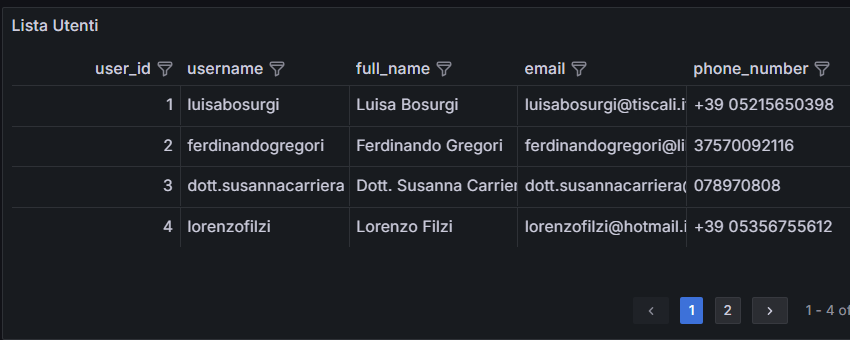 Lista Utenti
user_id username full_name email phone_number
1 luisabosurgi Luisa Bosurgi luisabosurgi@tiscali.i +39 05215650398
2 ferdinandogregori Ferdinando Gregori ferdinandogregori@li 37570092116
3 dott.susannacarriera Dott. Susanna Carrier dott.susannacarriera@ 078970808
4 lorenzofilzi Lorenzo Filzi lorenzofilzi@hotmail.i +39 05356755612
1 2 1 - 4 of